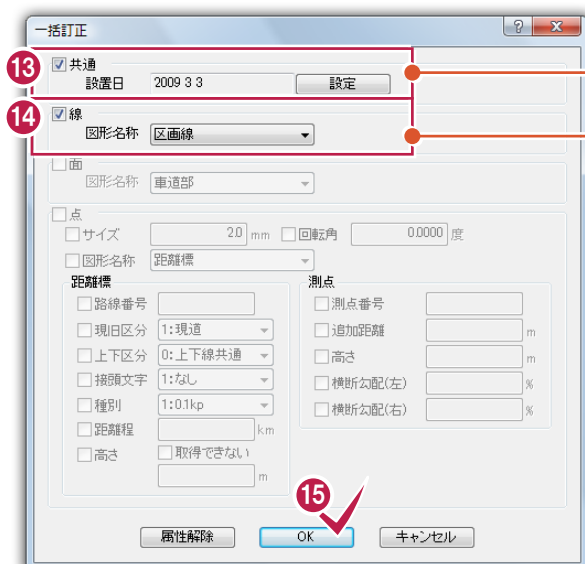 一括訂正
13 共通
設置日 2009 3 3 設定
14 線
図形名称 区画線
面
図形名称 車道部
点
サイズ 2.0 mm 回転角 0.0000 度
図形名称 距離標
距離標
路線番号
現旧区分 1:現道
上下区分 0:上下線共通
接頭文字 1:なし
種別 1:0.1kp
距離程 km
高さ 取得できない
m
測点
測点番号
追加距離 m
高さ m
横断勾配(左) %
横断勾配(右) %
15
属性解除 OK キャンセル